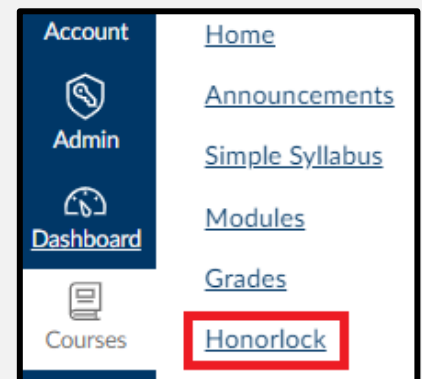 Account
Admin
Dashboard
Courses
Home
Announcements
Simple Syllabus
Modules
Grades
Honorlock